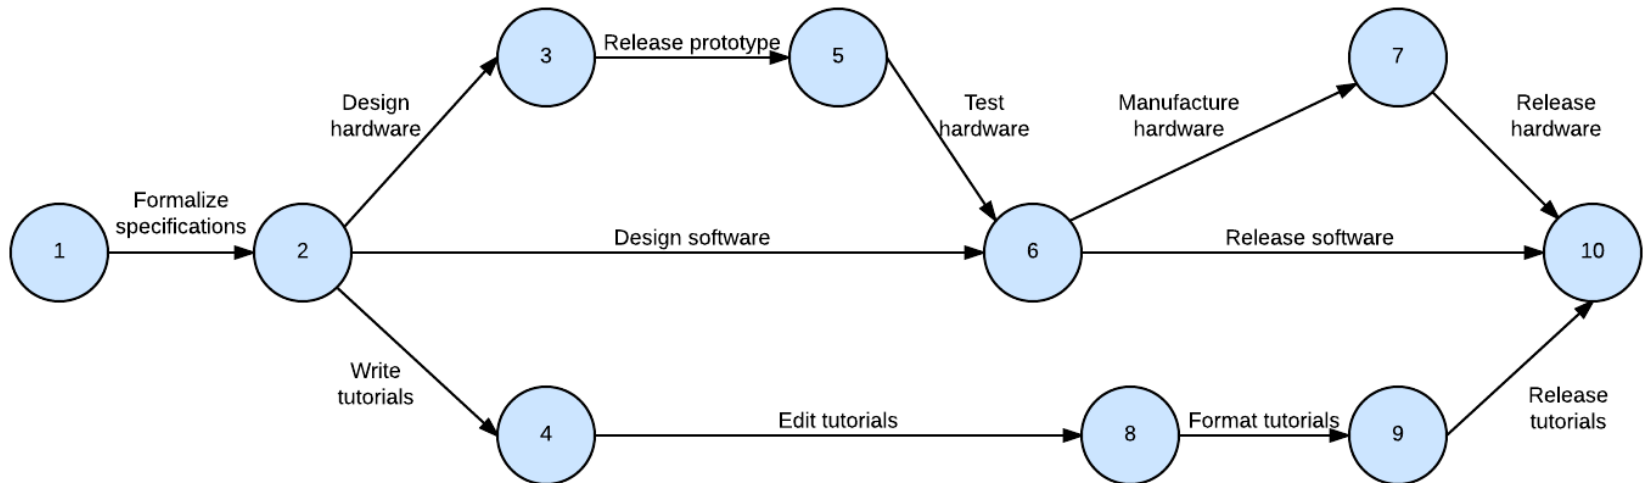 3
Release prototype
5
7
Design
hardware
Test
hardware
Manufacture
hardware
Release
hardware
Formalize
specifications
1
2
Design software
6
Release software
10
Write
tutorials
4
Edit tutorials
8
Format tutorials
9
Release
tutorials